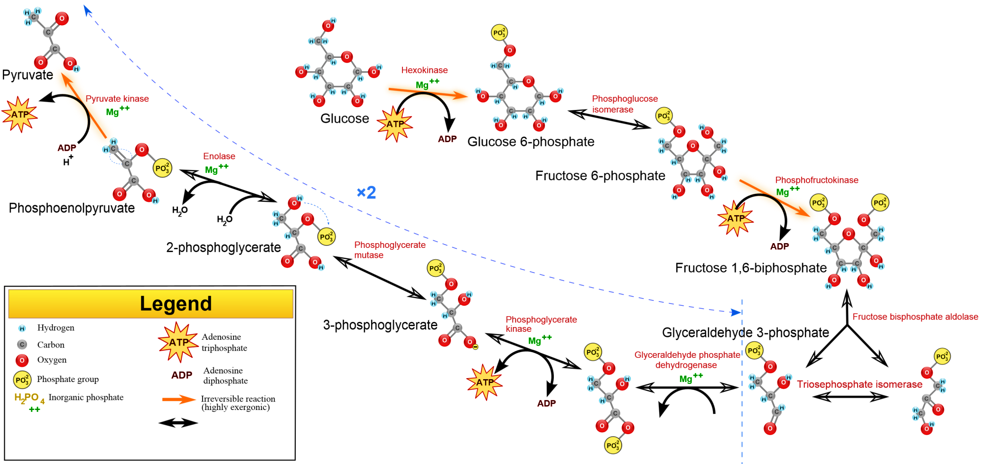 Glucose
Hexokinase
Mg++
ATP
ADP
Glucose 6-phosphate
Phosphoglucose
isomerase
Fructose 6-phosphate
Phosphofructokinase
Mg++
ATP
ADP
Fructose 1,6-biphosphate
Fructose bisphosphate aldolase
Triosephosphate isomerase
Glyceraldehyde 3-phosphate
Glyceraldehyde phosphate
dehydrogenase
Mg++
Phosphoglycerate
kinase
Mg++
ATP
ADP
3-phosphoglycerate
Phosphoglycerate
mutase
2-phosphoglycerate
Enolase
Mg++
H2O
H2O
×2
Phosphoenolpyruvate
Pyruvate kinase
Mg++
ADP
H+
ATP
Pyruvate
Legend
H Hydrogen
C Carbon
O Oxygen
PO3-2 Phosphate group
H2PO4 Inorganic phosphate
++
ATP Adenosine
triphosphate
ADP Adenosine
diphosphate
Irreversible reaction
(highly exergonic)